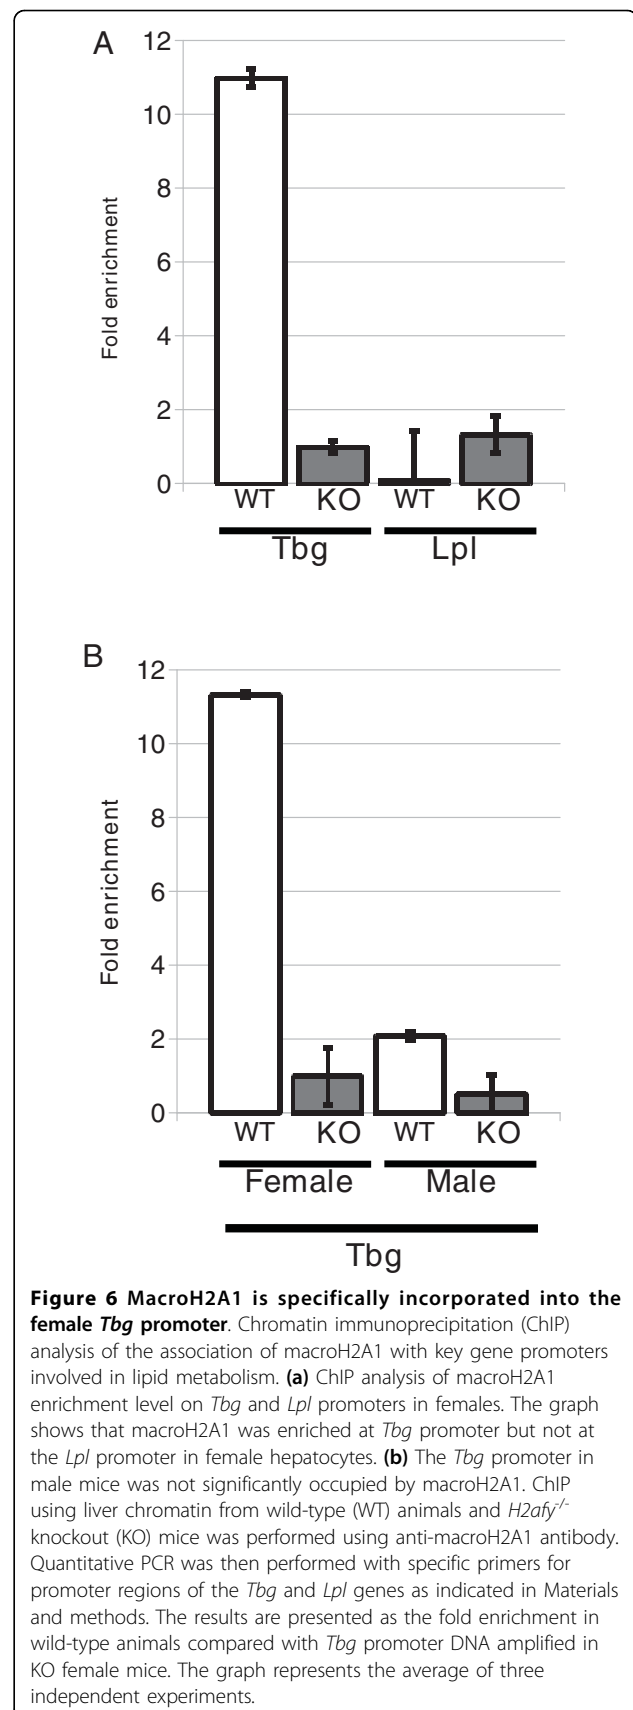 A
12
10
8
6
4
2
0
Fold enrichment
WT KO WT KO
Tbg Lpl
B
12
10
8
6
4
2
0
Fold enrichment
WT KO WT KO
Female Male
Tbg
Figure 6 MacroH2A1 is specifically incorporated into the
female Tbg promoter. Chromatin immunoprecipitation (ChIP)
analysis of the association of macroH2A1 with key gene promoters
involved in lipid metabolism. (a) ChIP analysis of macroH2A1
enrichment level on Tbg and Lpl promoters in females. The graph
shows that macroH2A1 was enriched at Tbg promoter but not at
the Lpl promoter in female hepatocytes. (b) The Tbg promoter in
male mice was not significantly occupied by macroH2A1. ChIP
using liver chromatin from wild-type (WT) animals and H2afy-/-
knockout (KO) mice was performed using anti-macroH2A1 antibody.
Quantitative PCR was then performed with specific primers for
promoter regions of the Tbg and Lpl genes as indicated in Materials
and methods. The results are presented as the fold enrichment in
wild-type animals compared with Tbg promoter DNA amplified in
KO female mice. The graph represents the average of three
independent experiments.